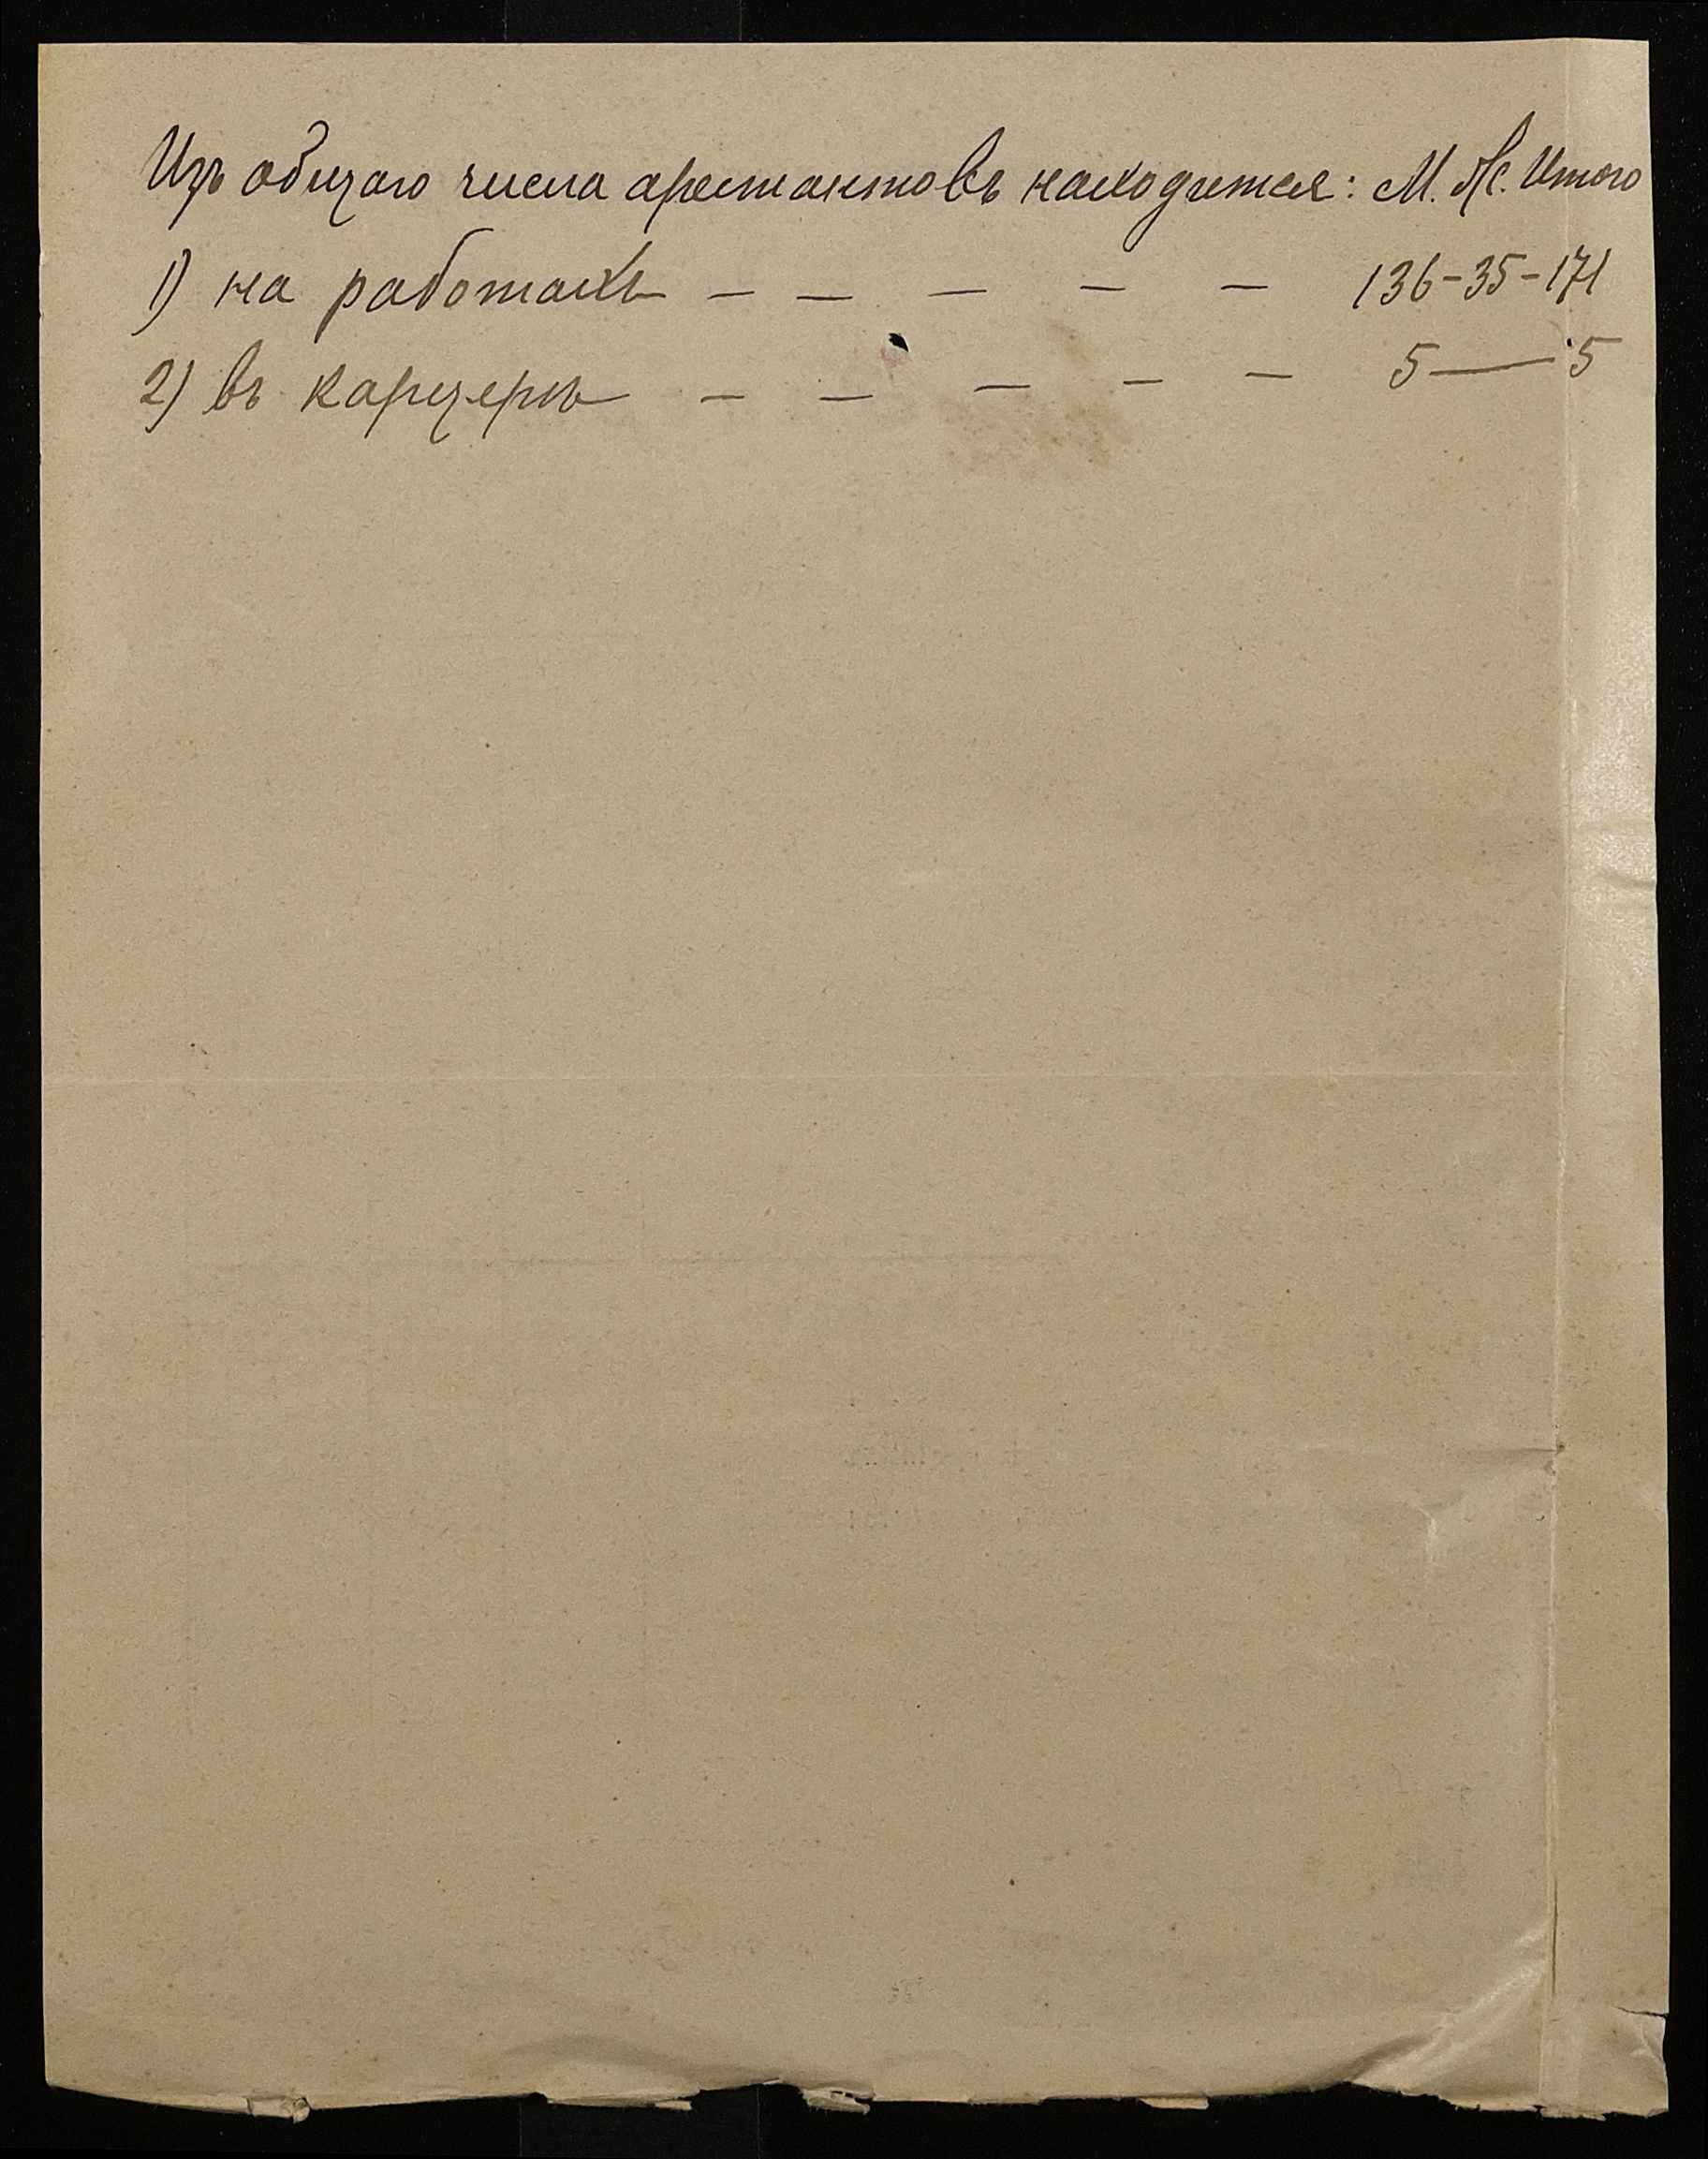 Изъ общаго числа арестантовъ находится: М. Ж. Итого
1) на работахъ — — — — — 136-35-171
2) въ карцерѣ — — — — — 5 — 5